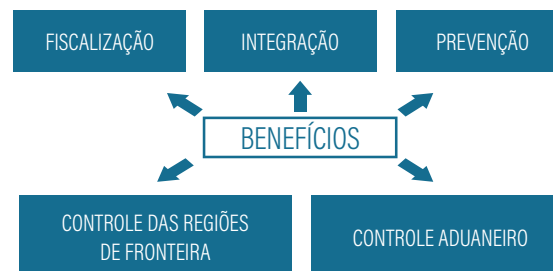 FISCALIZAÇÃO
INTEGRAÇÃO
PREVENÇÃO
BENEFÍCIOS
CONTROLE DAS REGIÕES
DE FRONTEIRA
CONTROLE ADUANEIRO